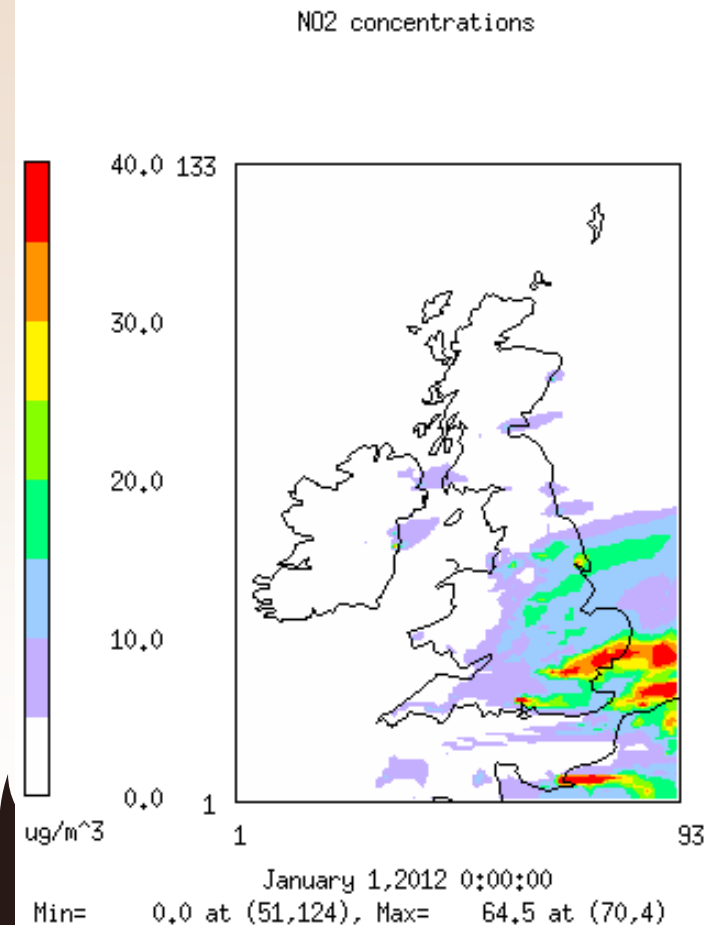 NO2 concentrations
40.0
133
30.0
20.0
10.0
0.0
1
ug/m^3
1
93
January 1,2012 0:00:00
Min= 0.0 at (51,124), Max= 64.5 at (70,4)